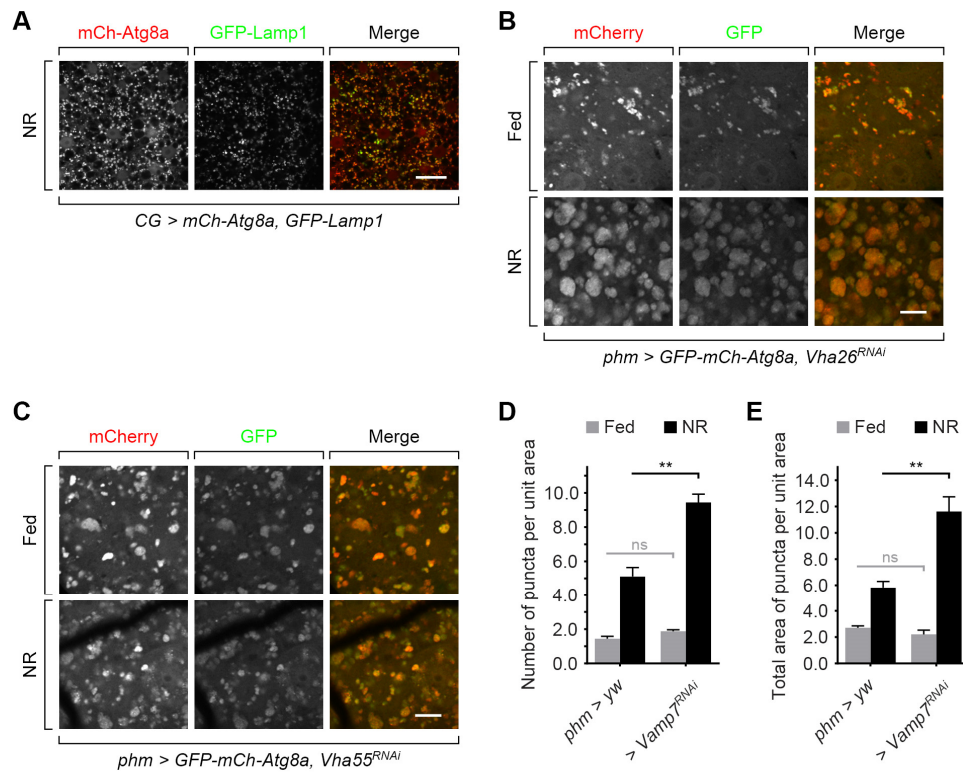 A
mCh-Atg8a GFP-Lamp1 Merge
NR
CG > mCh-Atg8a, GFP-Lamp1
B
mCherry GFP Merge
Fed
NR
phm > GFP-mCh-Atg8a, Vha26RNAi
C
mCherry GFP Merge
Fed
NR
phm > GFP-mCh-Atg8a, Vha55RNAi
D
Fed NR
Number of puncta per unit area
10.0
8.0
6.0
4.0
2.0
0.0
**
ns
phm > yw
> Vamp7RNAi
E
Fed NR
Total area of puncta per unit area
14.0
12.0
10.0
8.0
6.0
4.0
2.0
0.0
**
ns
phm > yw
> Vamp7RNAi